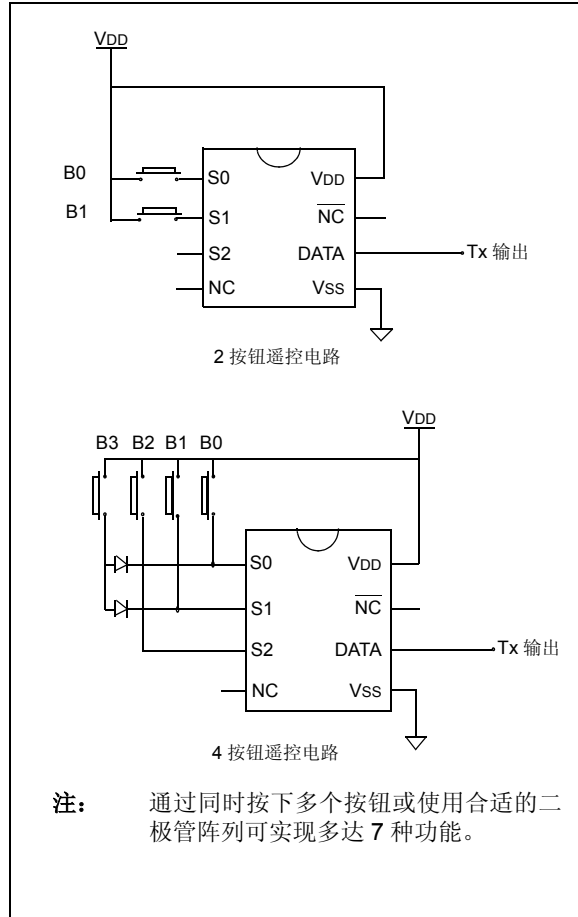 VDD
B0
B1
S0
S1
S2
NC
VDD
NC
DATA
VSS
Tx 输出
2 按钮遥控电路
VDD
B3 B2 B1 B0
S0
S1
S2
NC
VDD
NC
DATA
VSS
Tx 输出
4 按钮遥控电路
注： 通过同时按下多个按钮或使用合适的二
极管阵列可实现多达 7 种功能。